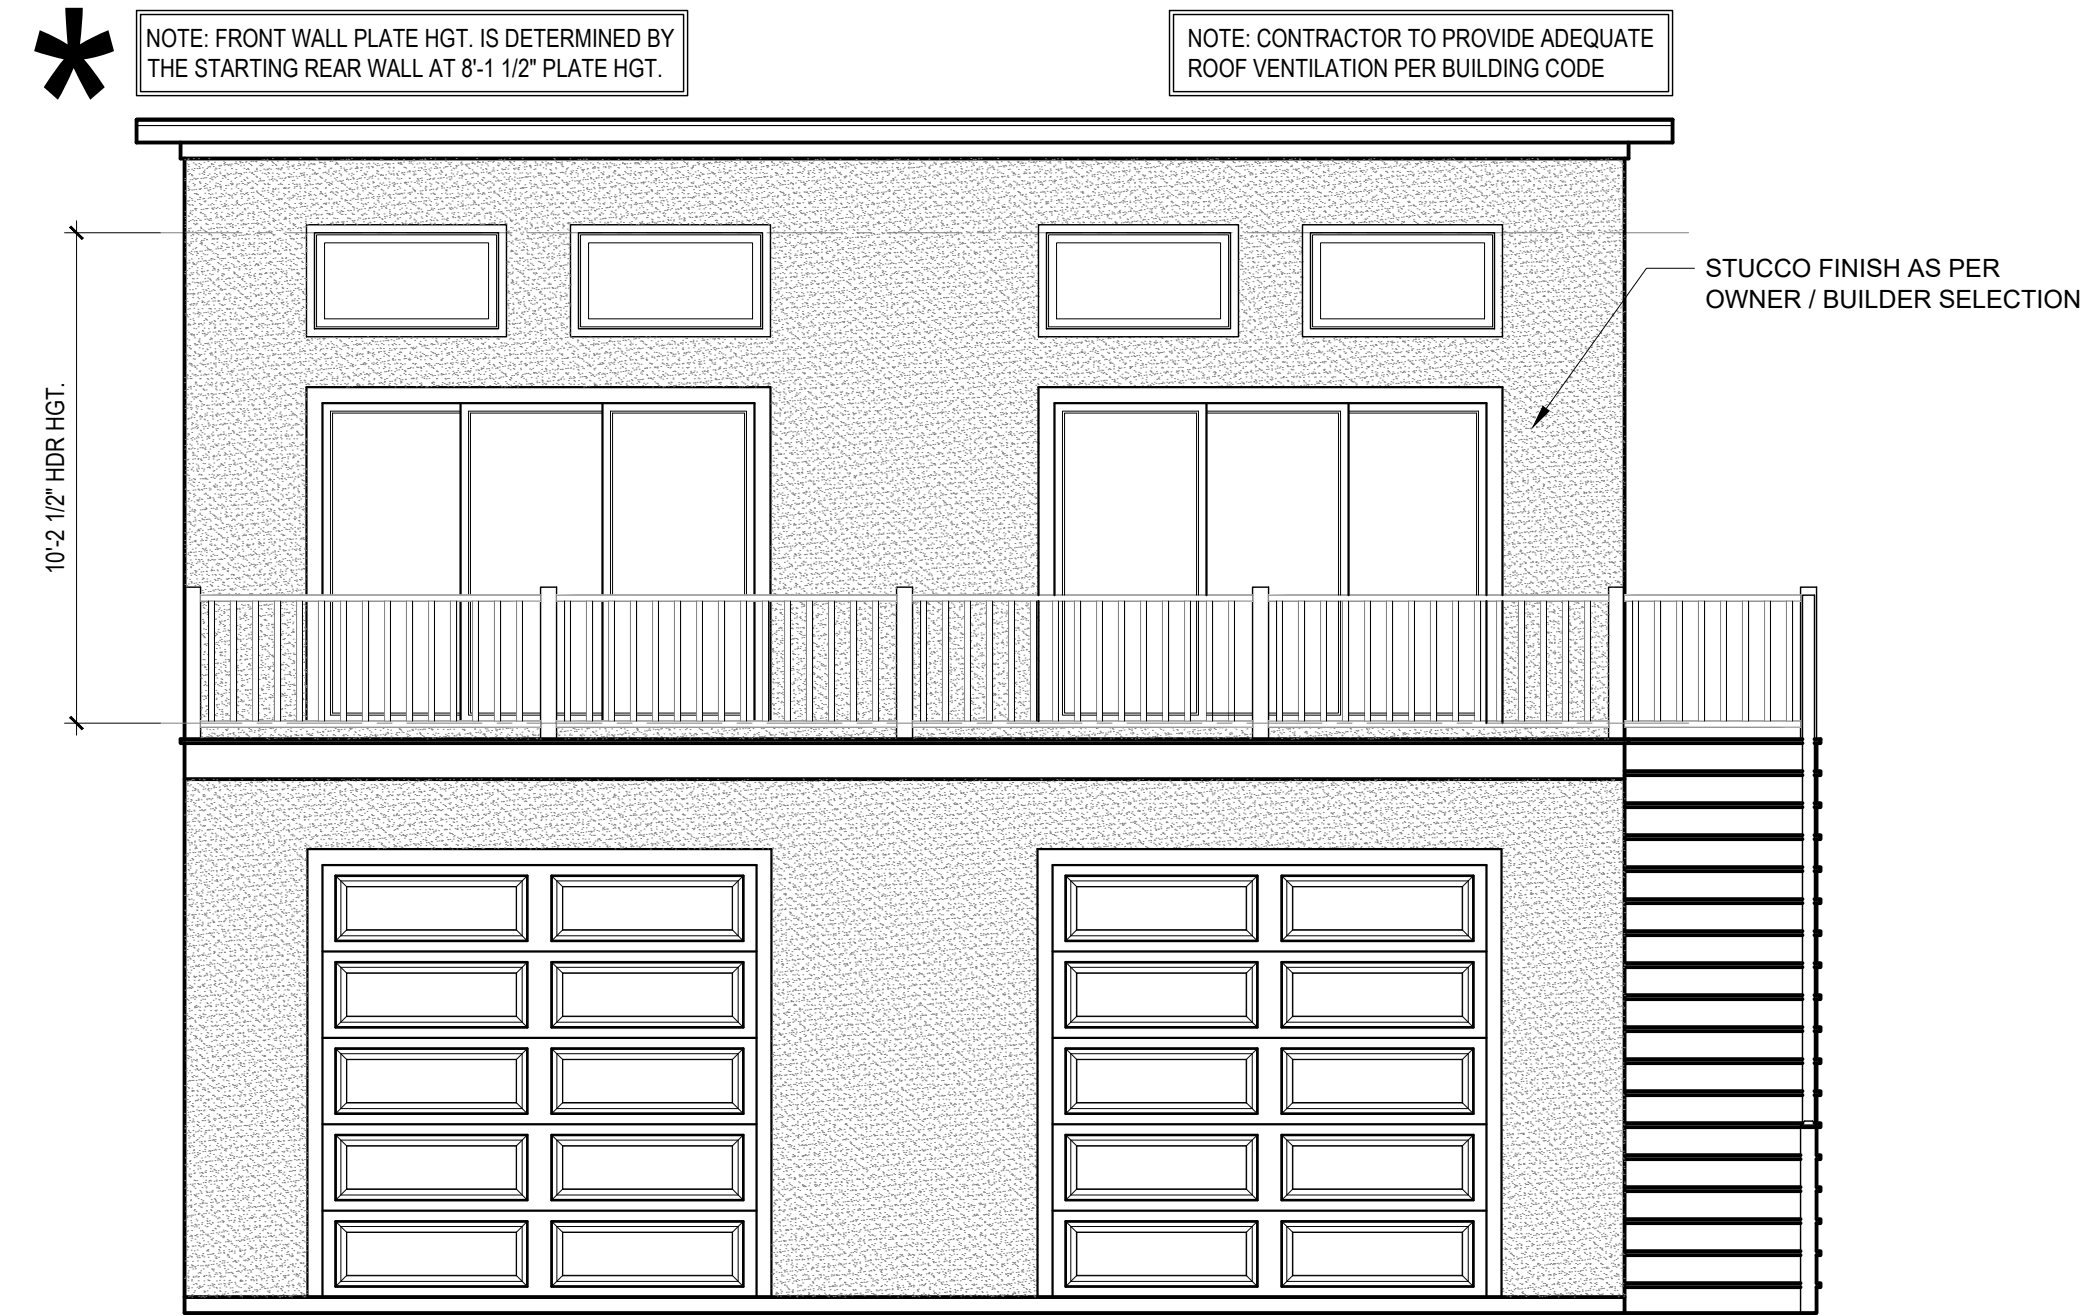 NOTE: FRONT WALL PLATE HGT. IS DETERMINED BY
THE STARTING REAR WALL AT 8'-1 1/2" PLATE HGT.
NOTE: CONTRACTOR TO PROVIDE ADEQUATE
ROOF VENTILATION PER BUILDING CODE
STUCCO FINISH AS PER
OWNER / BUILDER SELECTION
10'-2 1/2" HDR HGT.